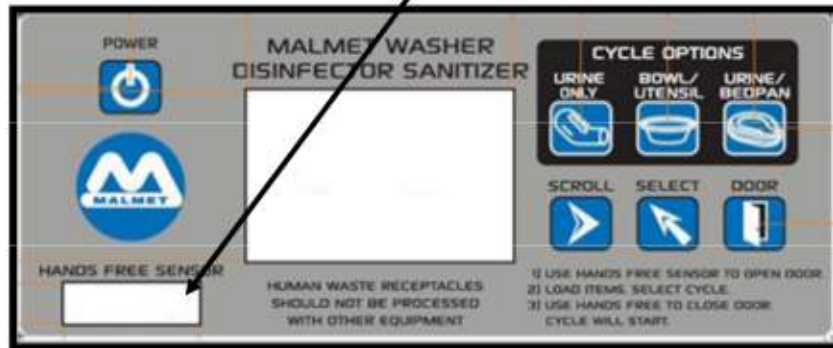 POWER
MALMET WASHER
DISINFECTOR SANITIZER
CYCLE OPTIONS
URINE ONLY
BOWL/ UTENSIL
URINE/ BEDPAN
MALMET
SCROLL
SELECT
DOOR
HANDS FREE SENSOR
HUMAN WASTE RECEPTACLES
SHOULD NOT BE PROCESSED
WITH OTHER EQUIPMENT
1) USE HANDS FREE SENSOR TO OPEN DOOR
2) LOAD ITEMS. SELECT CYCLE.
3) USE HANDS FREE TO CLOSE DOOR.
CYCLE WILL START.